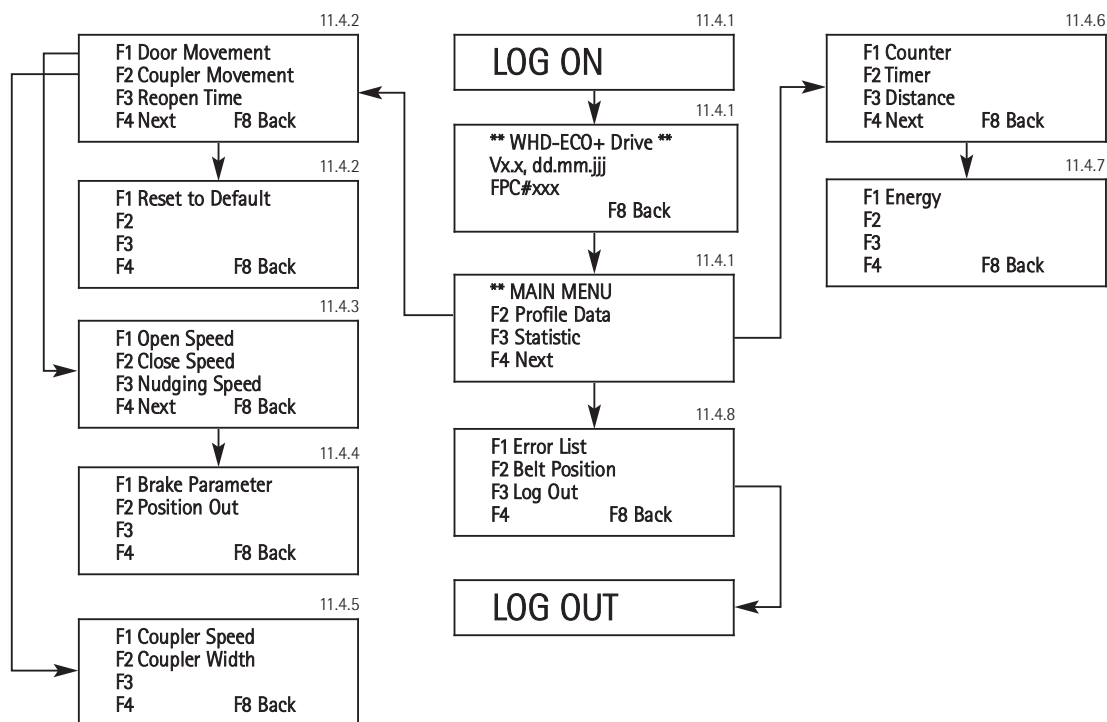 11.4.2
F1 Door Movement
F2 Coupler Movement
F3 Reopen Time
F4 Next F8 Back
11.4.2
F1 Reset to Default
F2
F3
F4 F8 Back
11.4.3
F1 Open Speed
F2 Close Speed
F3 Nudging Speed
F4 Next F8 Back
11.4.4
F1 Brake Parameter
F2 Position Out
F3
F4 F8 Back
11.4.5
F1 Coupler Speed
F2 Coupler Width
F3
F4 F8 Back
11.4.1
LOG ON
11.4.1
** WHD-ECO+ Drive **
Vx.x, dd.mm.jjj
FPC#xxx
F8 Back
11.4.1
** MAIN MENU
F2 Profile Data
F3 Statistic
F4 Next
11.4.8
F1 Error List
F2 Belt Position
F3 Log Out
F4 F8 Back
LOG OUT
11.4.6
F1 Counter
F2 Timer
F3 Distance
F4 Next F8 Back
11.4.7
F1 Energy
F2
F3
F4 F8 Back